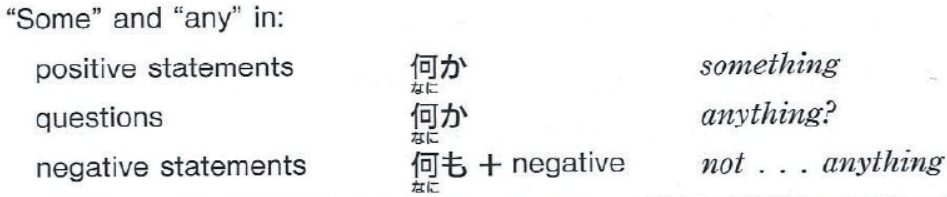 “Some” and “any” in:
positive statements 何か something
なに
questions 何か anything?
なに
negative statements 何も + negative not . . . anything
なに